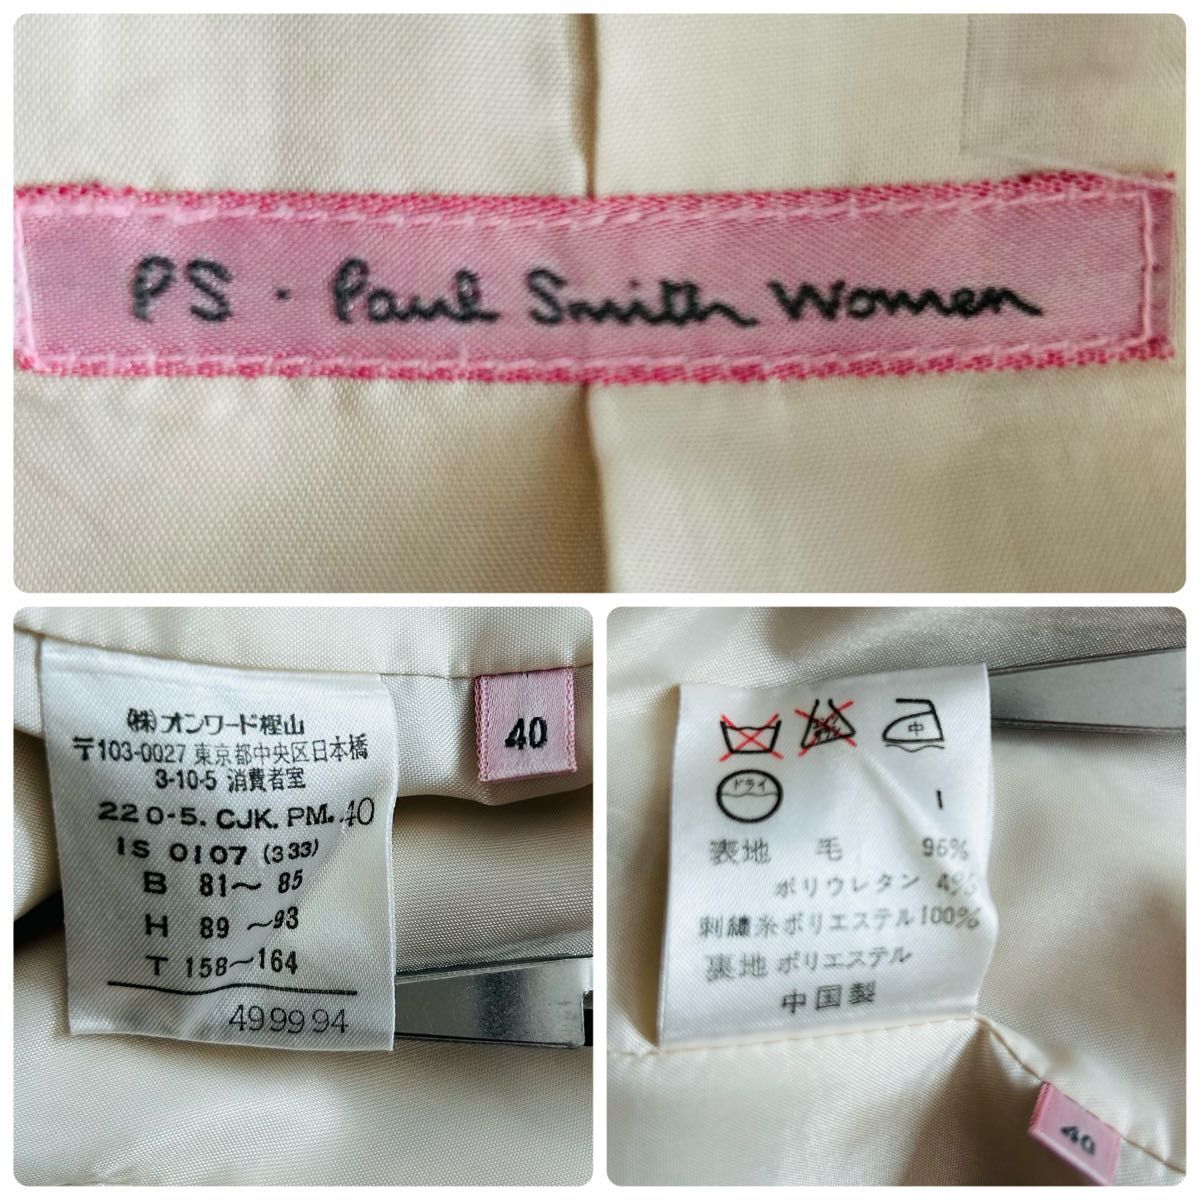 PS · Paul Smith Women
(株)オンワード樫山
〒103-0027 東京都中央区日本橋
3-10-5 消費者室
220-5. CJK. PM. 40
IS 0107 (333)
B 81〜85
H 89〜93
T 158〜164
499994
40
中
ドライ
1
表地 毛 96%
ポリウレタン 4%
刺繍糸ポリエステル100%
裏地 ポリエステル
中国製
40